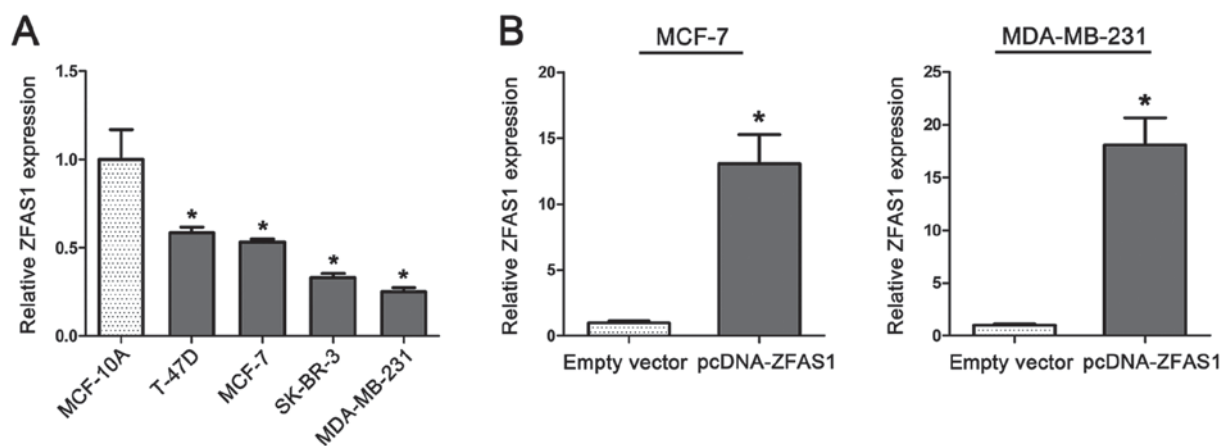 A
Relative ZFAS1 expression
1.5
1.0
0.5
0.0
*
*
*
*
MCF-10A
T-47D
MCF-7
SK-BR-3
MDA-MB-231
B
MCF-7
Relative ZFAS1 expression
20
15
10
5
0
*
Empty vector pcDNA-ZFAS1
MDA-MB-231
Relative ZFAS1 expression
25
20
15
10
5
0
*
Empty vector pcDNA-ZFAS1